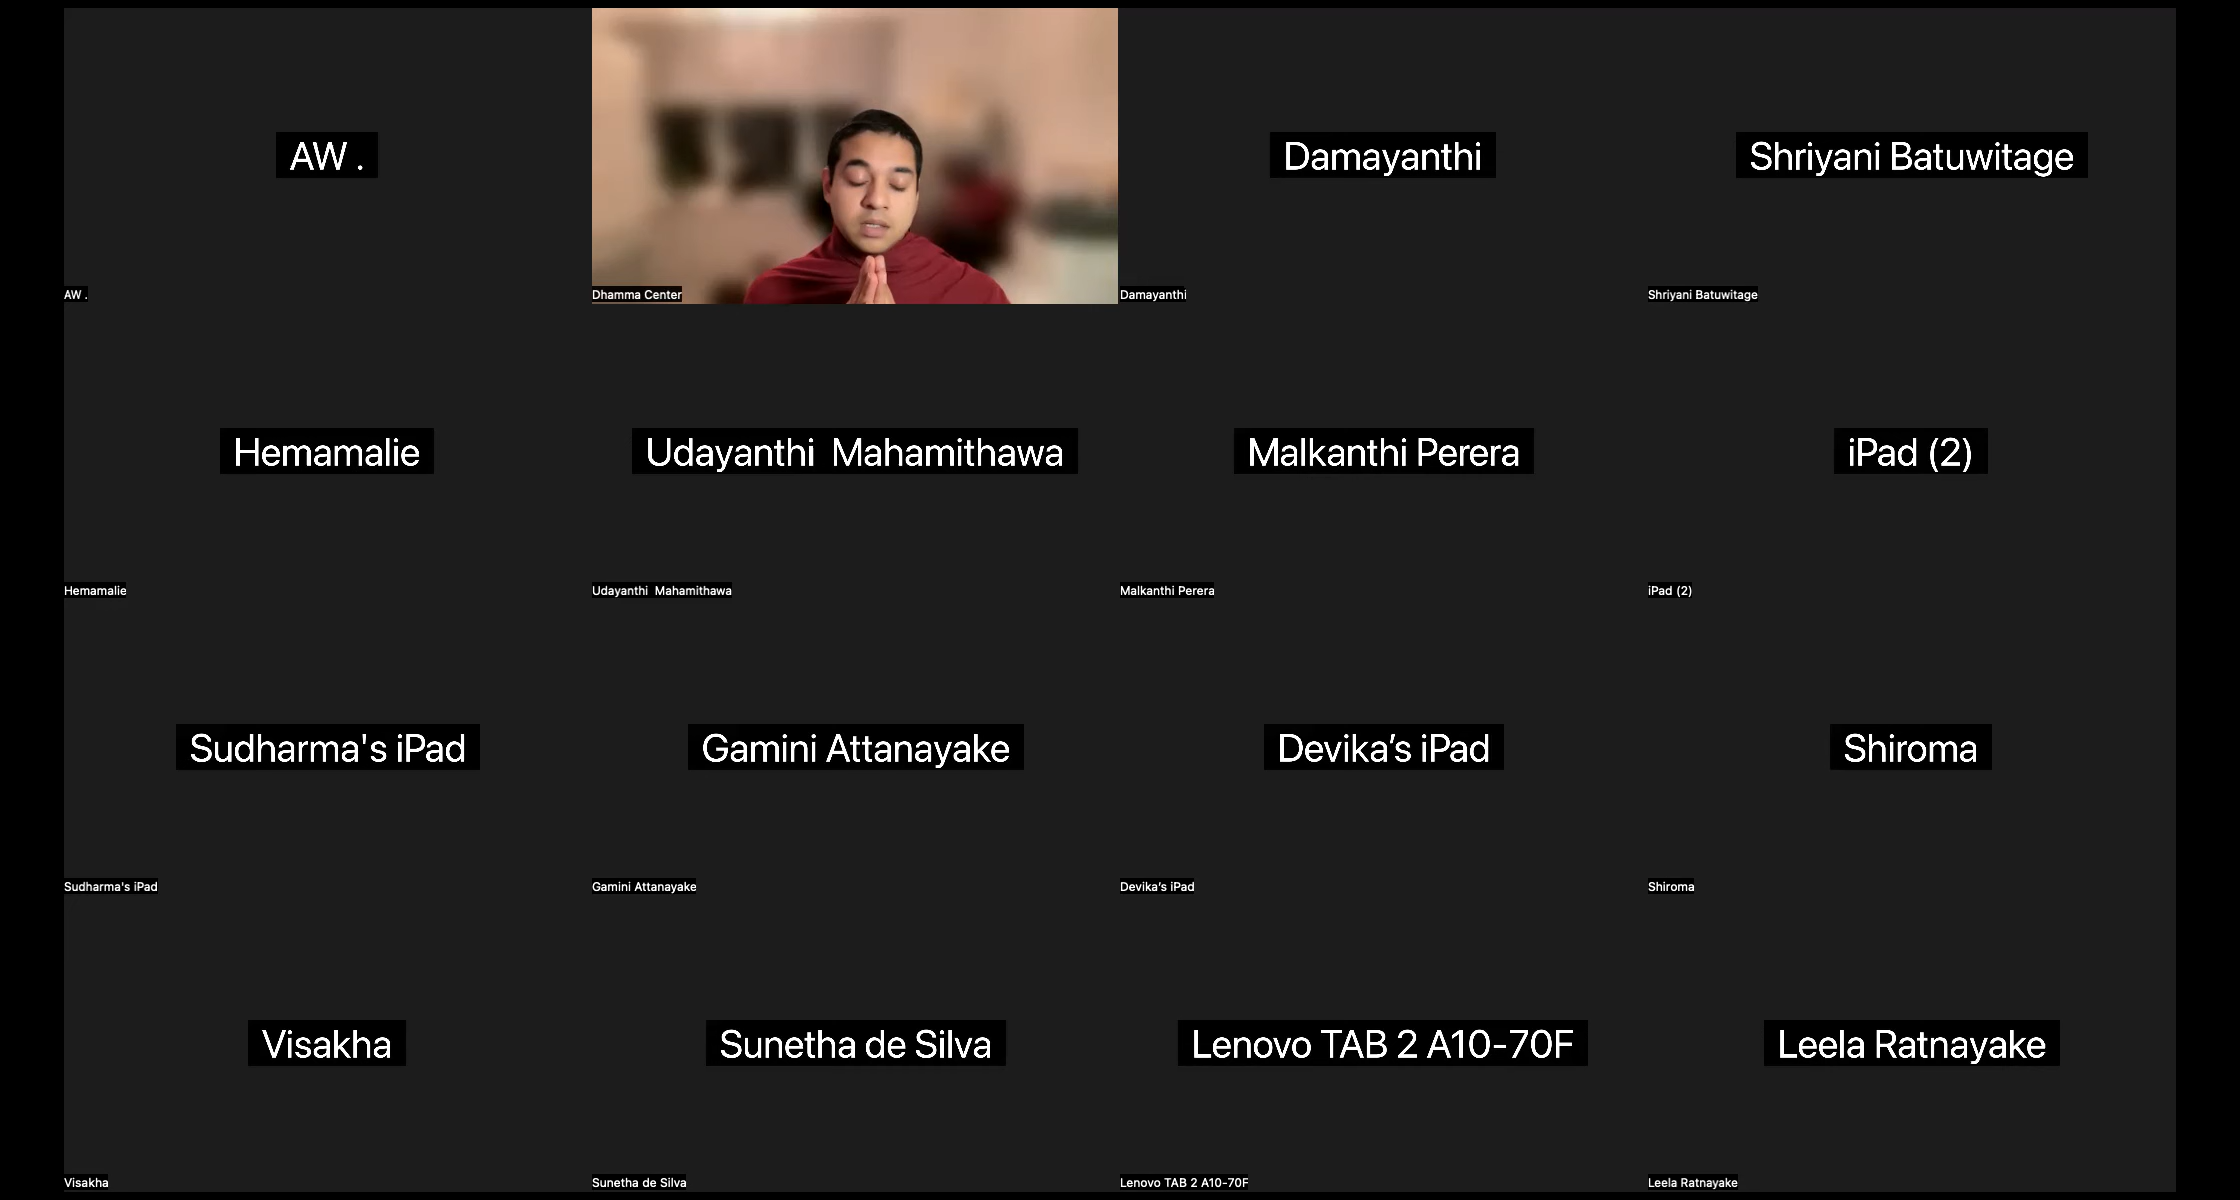 AW .
AW .
Dhamma Center
Damayanthi
Damayanthi
Shriyani Batuwitage
Shriyani Batuwitage
Hemamalie
Hemamalie
Udayanthi  Mahamithawa
Udayanthi  Mahamithawa
Malkanthi Perera
Malkanthi Perera
iPad (2)
iPad (2)
Sudharma's iPad
Sudharma's iPad
Gamini Attanayake
Gamini Attanayake
Devika’s iPad
Devika’s iPad
Shiroma
Shiroma
Visakha
Visakha
Sunetha de Silva
Sunetha de Silva
Lenovo TAB 2 A10-70F
Lenovo TAB 2 A10-70F
Leela Ratnayake
Leela Ratnayake